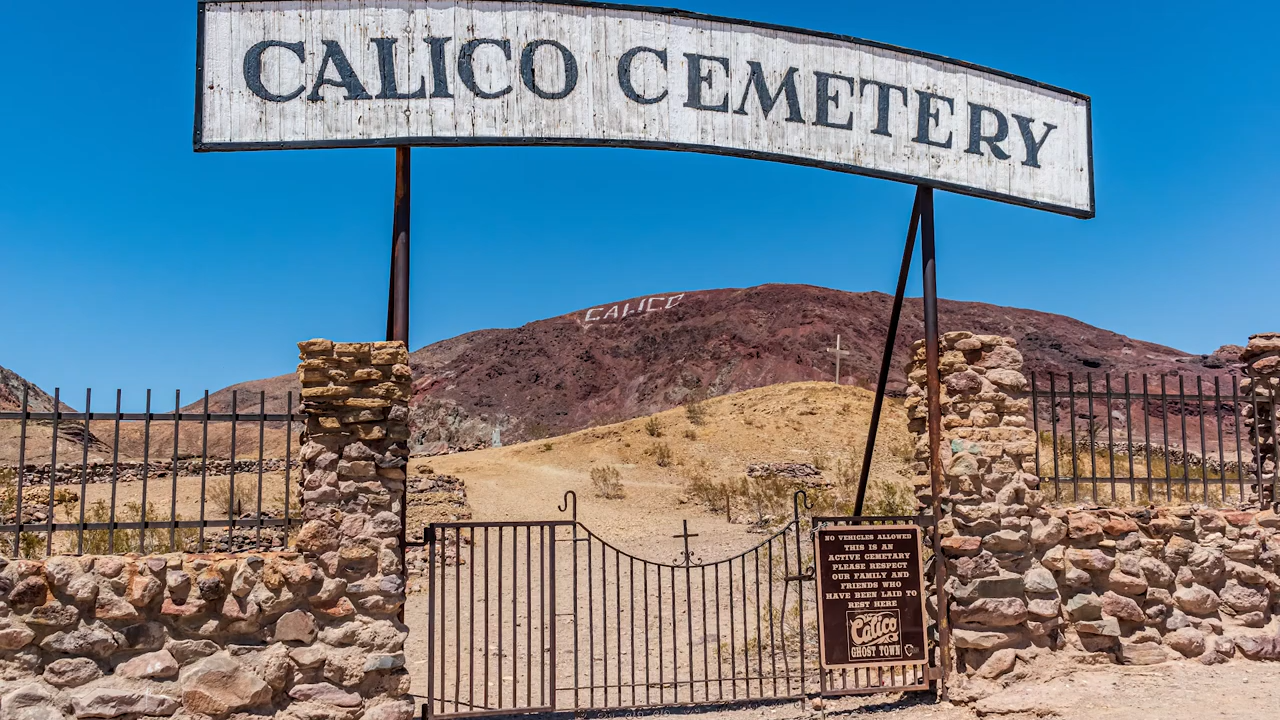 CALICO CEMETERY
CALICO
NO VEHICLES ALLOWED
THIS IS AN
ACTIVE CEMETARY
PLEASE RESPECT
OUR FAMILY AND
FRIENDS WHO
HAVE BEEN LAID TO
REST HERE
Calico
GHOST TOWN